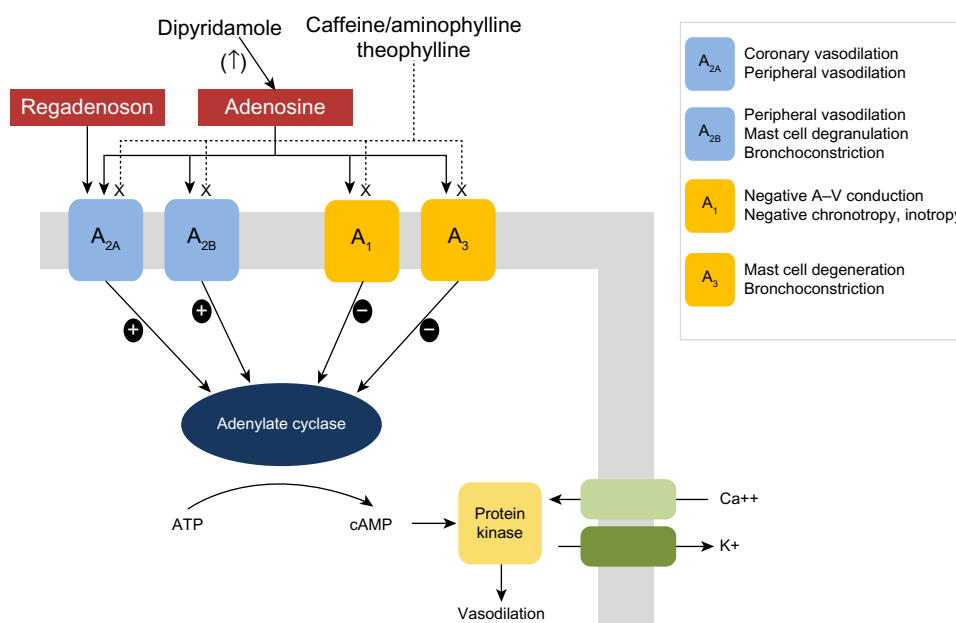 Dipyridamole
Caffeine/aminophylline
theophylline
(↑)
Regadenoson
Adenosine
X
X
X
X
A2A
A2B
A1
A3
+
+
−
−
Adenylate cyclase
ATP
cAMP
Protein
kinase
Vasodilation
Ca++
K+
A2A
Coronary vasodilation
Peripheral vasodilation
A2B
Peripheral vasodilation
Mast cell degranulation
Bronchoconstriction
A1
Negative A–V conduction
Negative chronotropy, inotropy
A3
Mast cell degeneration
Bronchoconstriction